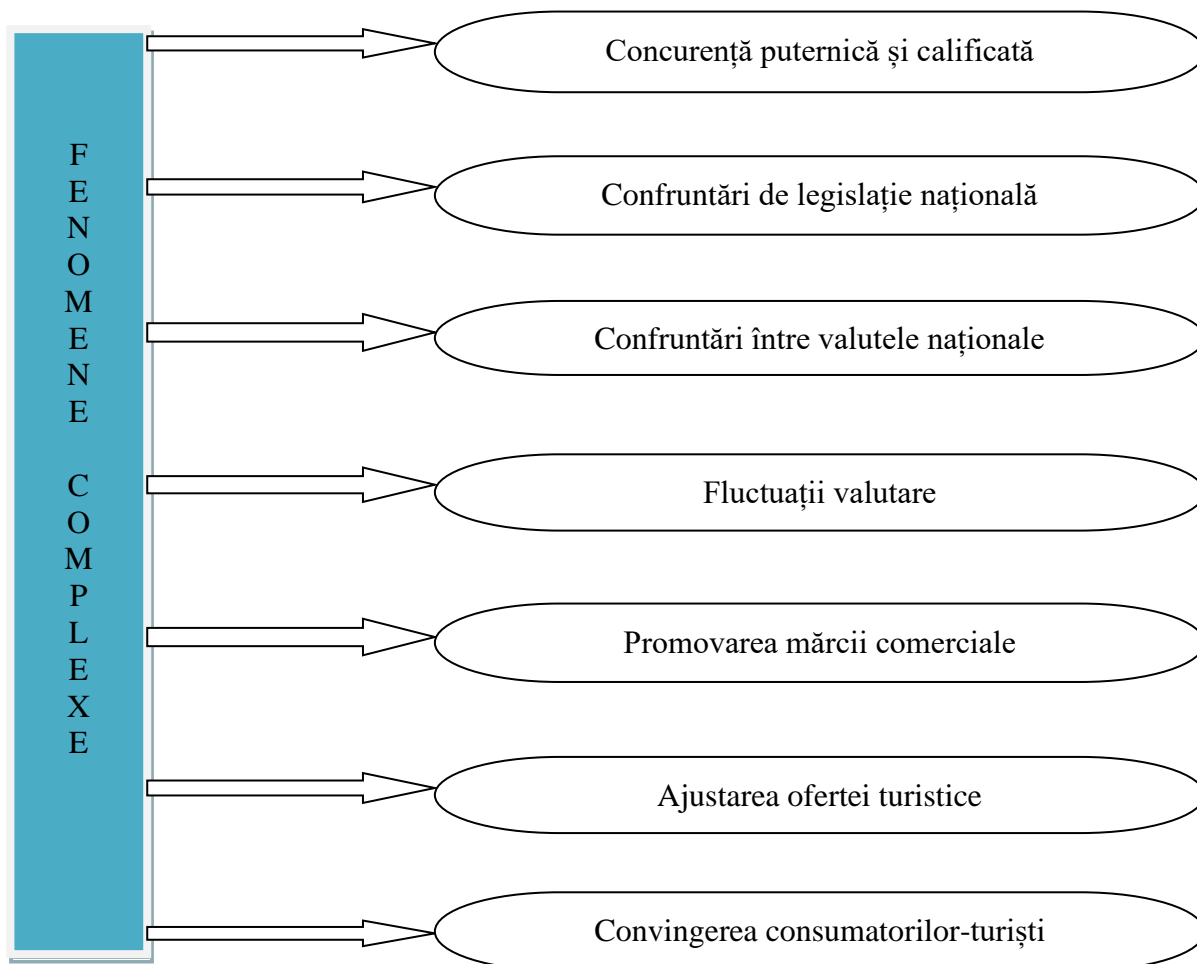 FENOMENE COMPLEXE
Concurență puternică și calificată
Confruntări de legislație națională
Confruntări între valutele naționale
Fluctuații valutare
Promovarea mărcii comerciale
Ajustarea ofertei turistice
Convingerea consumatorilor-turiști